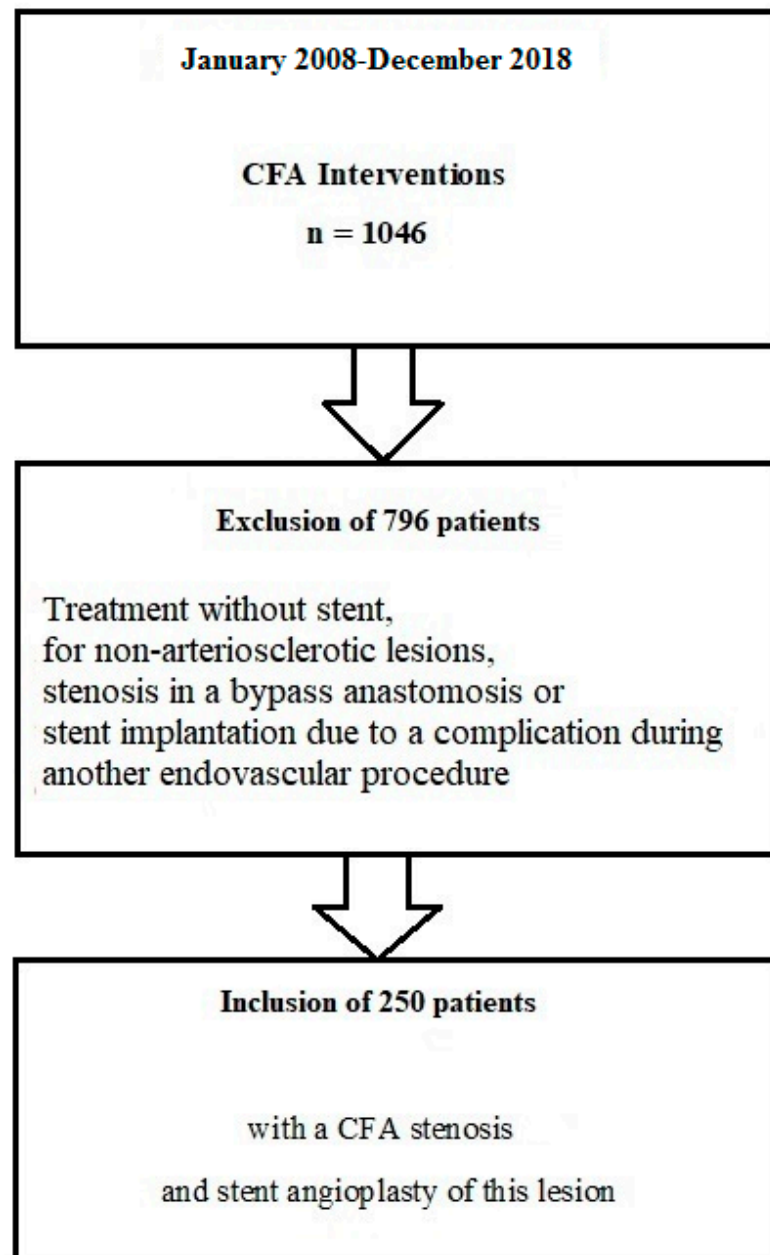 January 2008-December 2018
CFA Interventions
n = 1046
Exclusion of 796 patients
Treatment without stent,
for non-arteriosclerotic lesions,
stenosis in a bypass anastomosis or
stent implantation due to a complication during
another endovascular procedure
Inclusion of 250 patients
with a CFA stenosis
and stent angioplasty of this lesion